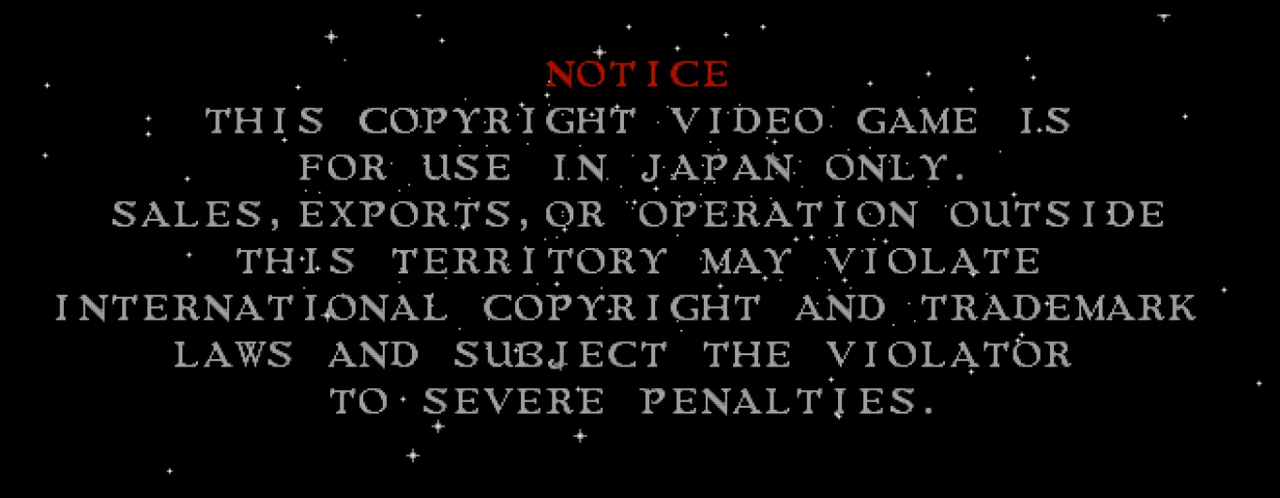 NOTICE
THIS COPYRIGHT VIDEO GAME IS
FOR USE IN JAPAN ONLY.
SALES, EXPORTS, OR OPERATION OUTSIDE
THIS TERRITORY MAY VIOLATE
INTERNATIONAL COPYRIGHT AND TRADEMARK
LAWS AND SUBJECT THE VIOLATOR
TO SEVERE PENALTIES.